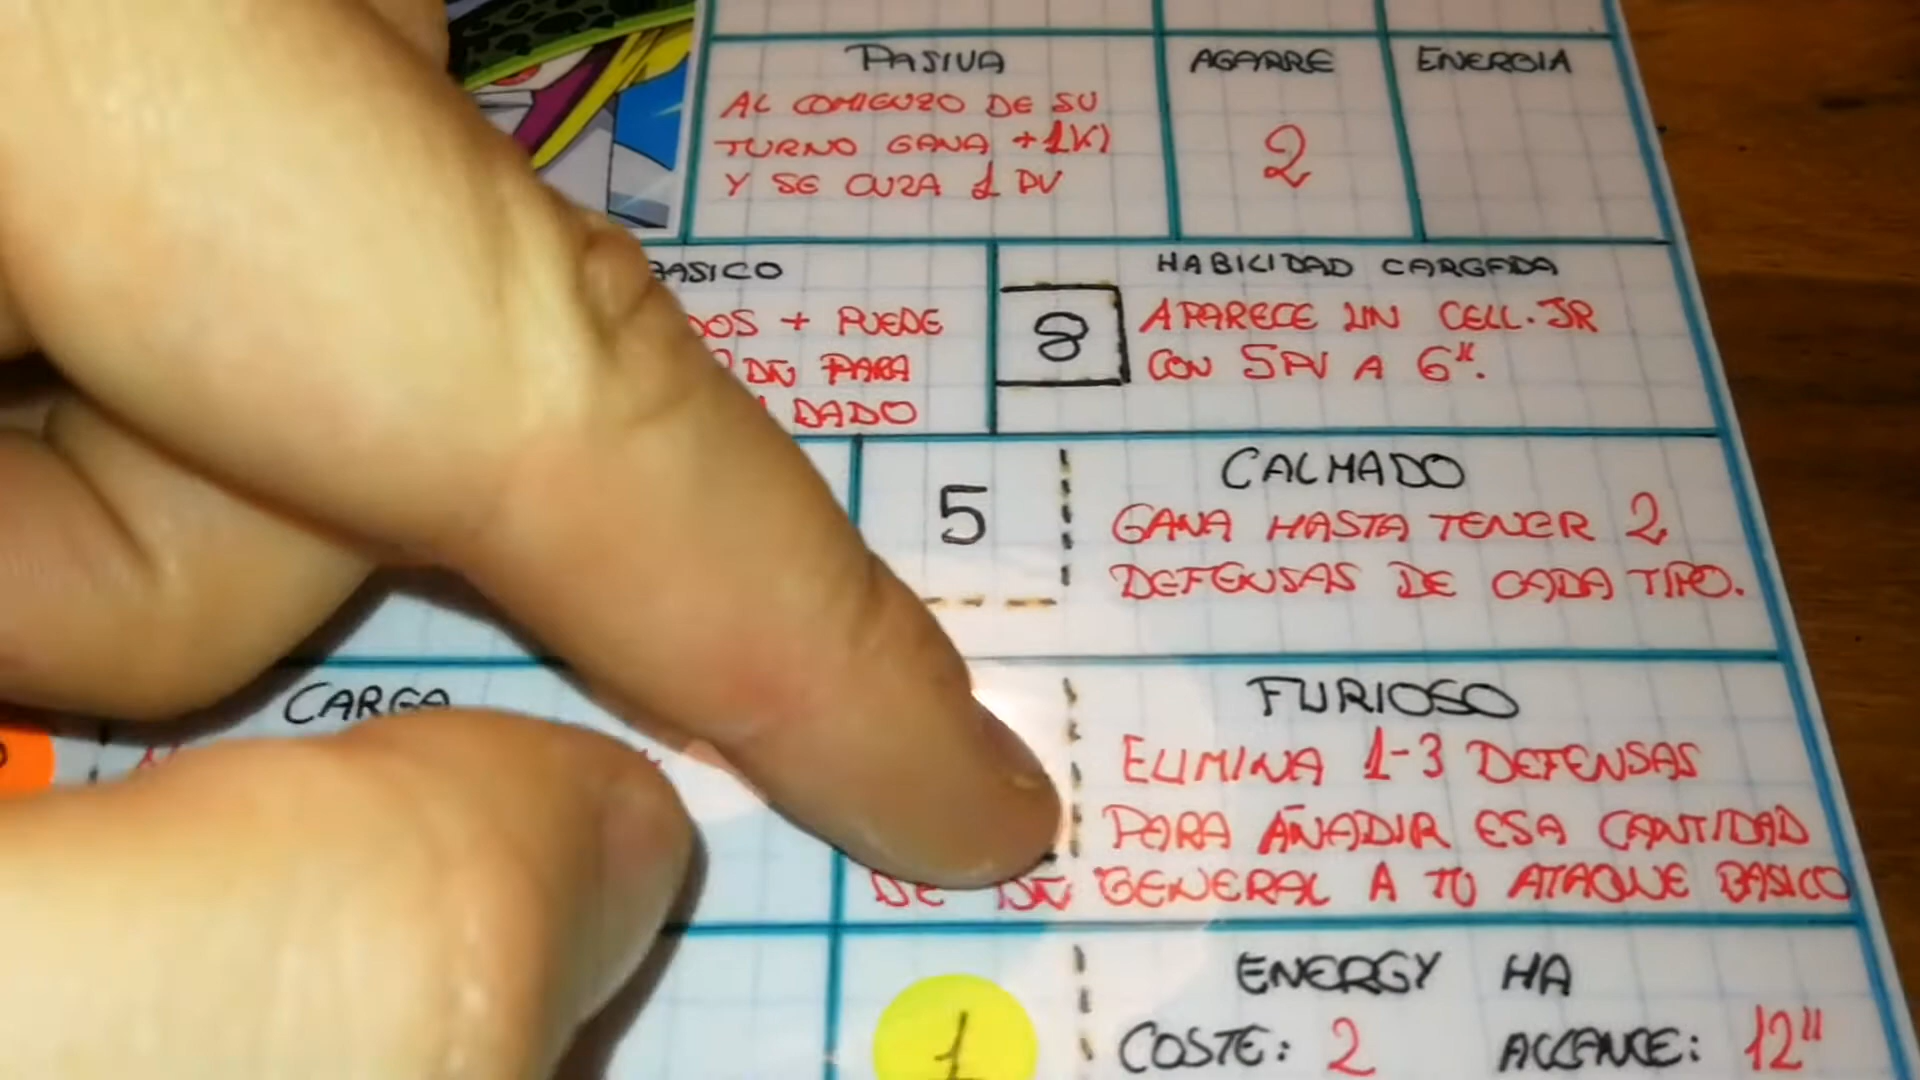 PASIVA
AL COMIENZO DE SU
TURNO GANA +1KI
Y SE CURA 1 PV
AGARRE
2
ENERGIA
BASICO
DOS + PUEDE
DÑ PARA
DADO
HABILIDAD CARGADA
8
APARECE UN CELL.JR
CON 5PV A 6".
5
CALMADO
GANA HASTA TENER 2
DEFENSAS DE CADA TIPO.
CARGA
FURIOSO
ELIMINA 1-3 DEFENSAS
PARA AÑADIR ESA CANTIDAD
DE DÑ GENERAL A TU ATAQUE BASICO
1
ENERGY HA
COSTE: 2 ALCANCE: 12"